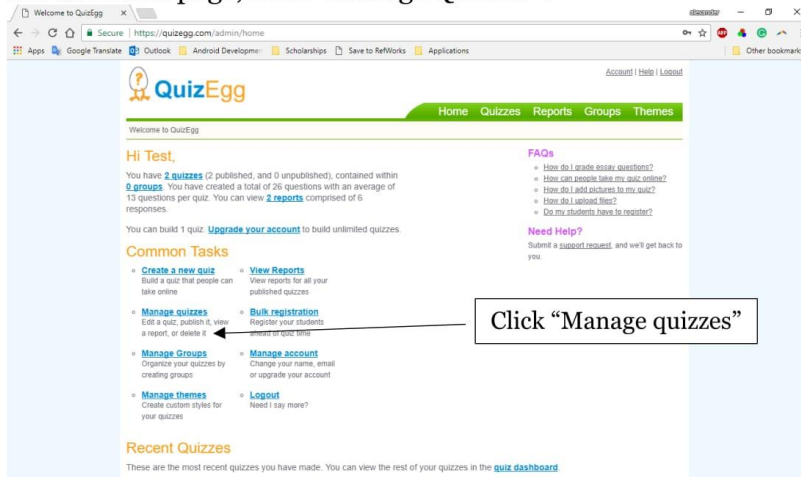 Welcome to QuizEgg
alexander
Secure | https://quizegg.com/admin/home
Apps Google Translate Outlook Android Developmen Scholarships Save to RefWorks Applications Other bookmark
Account | Help | Logout
QuizEgg
Home Quizzes Reports Groups Themes
Welcome to QuizEgg
Hi Test,
You have 2 quizzes (2 published, and 0 unpublished), contained within
0 groups. You have created a total of 26 questions with an average of
13 questions per quiz. You can view 2 reports comprised of 6
responses.
You can build 1 quiz. Upgrade your account to build unlimited quizzes.
FAQs
How do I grade essay questions?
How can people take my quiz online?
How do I add pictures to my quiz?
How do I upload files?
Do my students have to register?
Need Help?
Submit a support request, and we'll get back to
you.
Common Tasks
Create a new quiz
Build a quiz that people can
take online
View Reports
View reports for all your
published quizzes
Manage quizzes
Edit a quiz, publish it, view
a report, or delete it
Bulk registration
Register your students
ahead of quiz time
Click “Manage quizzes”
Manage Groups
Organize your quizzes by
creating groups
Manage account
Change your name, email
or upgrade your account
Manage themes
Create custom styles for
your quizzes
Logout
Need I say more?
Recent Quizzes
These are the most recent quizzes you have made. You can view the rest of your quizzes in the quiz dashboard.